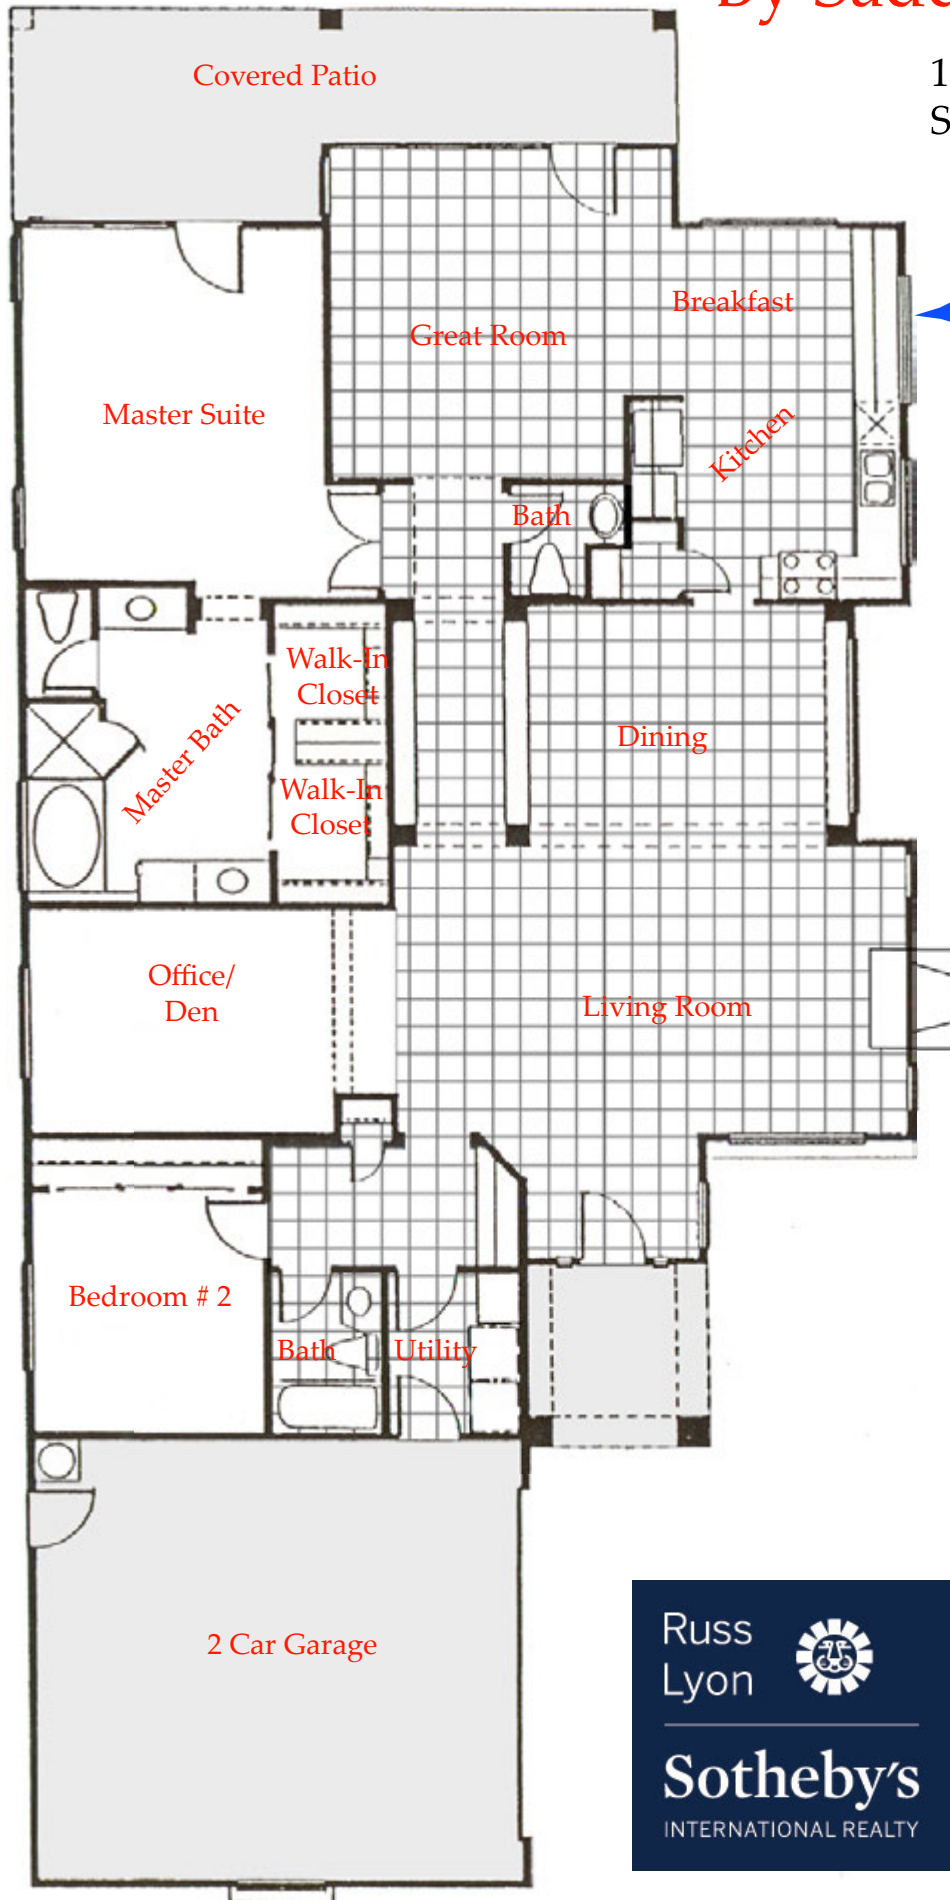 1
S
Covered Patio
Breakfast
Great Room
Master Suite
Kitchen
Bath
Walk-In
Closet
Dining
Master Bath
Walk-In
Closet
Office/
Den
Living Room
Bedroom # 2
Bath
Utility
2 Car Garage
Russ
Lyon
Sotheby's
INTERNATIONAL REALTY